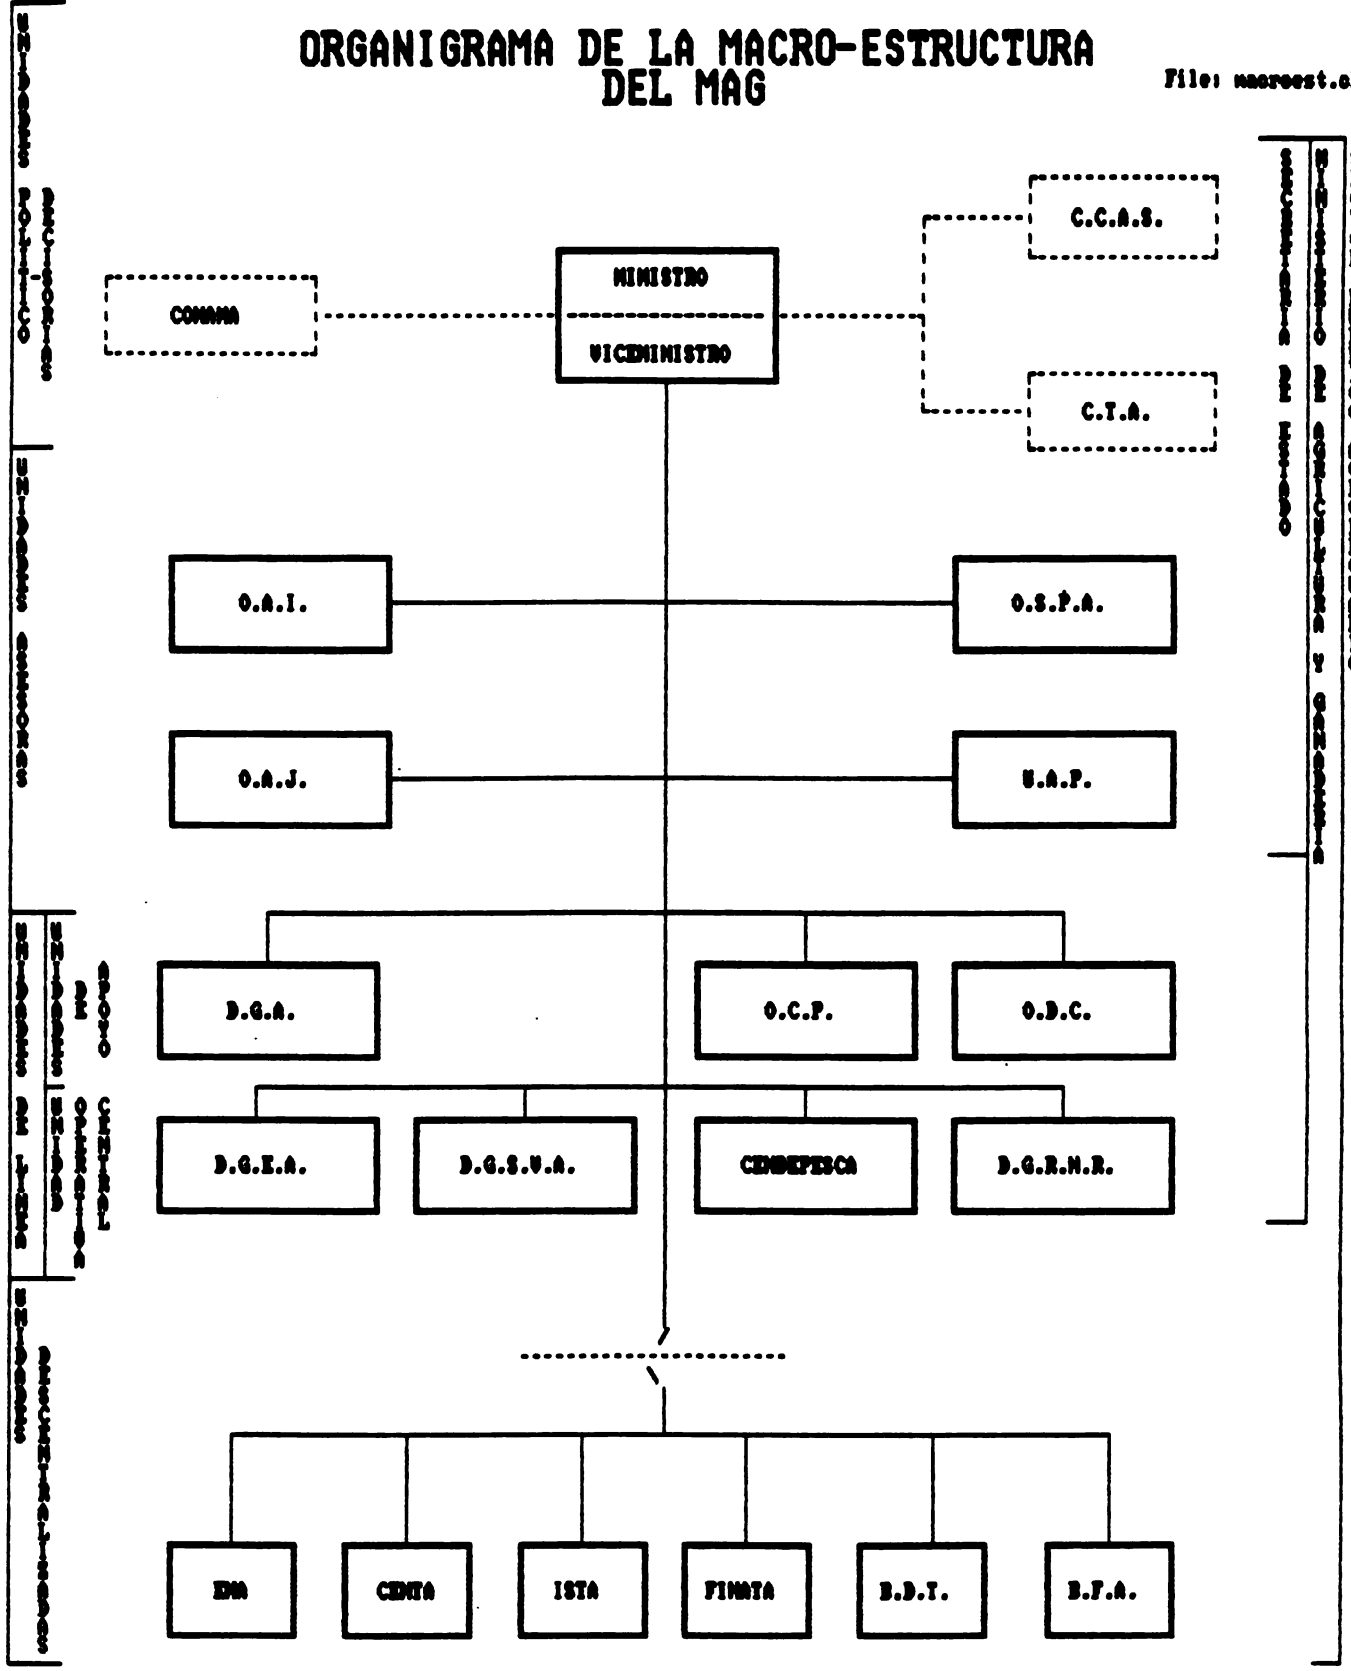 ORGANIGRAMA DE LA MACRO-ESTRUCTURA
DEL MAG
File:
C.C.A.S.
MINISTRO
COMAMA
VICEMINISTRO
C.T.A.
O.A.I.
O.S.P.A.
O.A.J.
U.A.P.
D.G.A.
O.C.P.
O.D.C.
D.G.E.A.
D.G.S.V.A.
CENDEPESCA
D.G.R.N.R.
ENA
CENTA
ISTA
FINATA
B.D.T.
B.F.A.
UNIDADES POLITICO
DECISORIAS
UNIDADES ASESORAS
UNIDADES DE LINEA
UNIDADES
DE
APOYO
UNIDAD
OPERATIVA
CENTRAL
UNIDADES
DESCENTRALIZADAS
SECRETARIA DE ESTADO
MINISTERIO DE AGRICULTURA Y GANADERIA